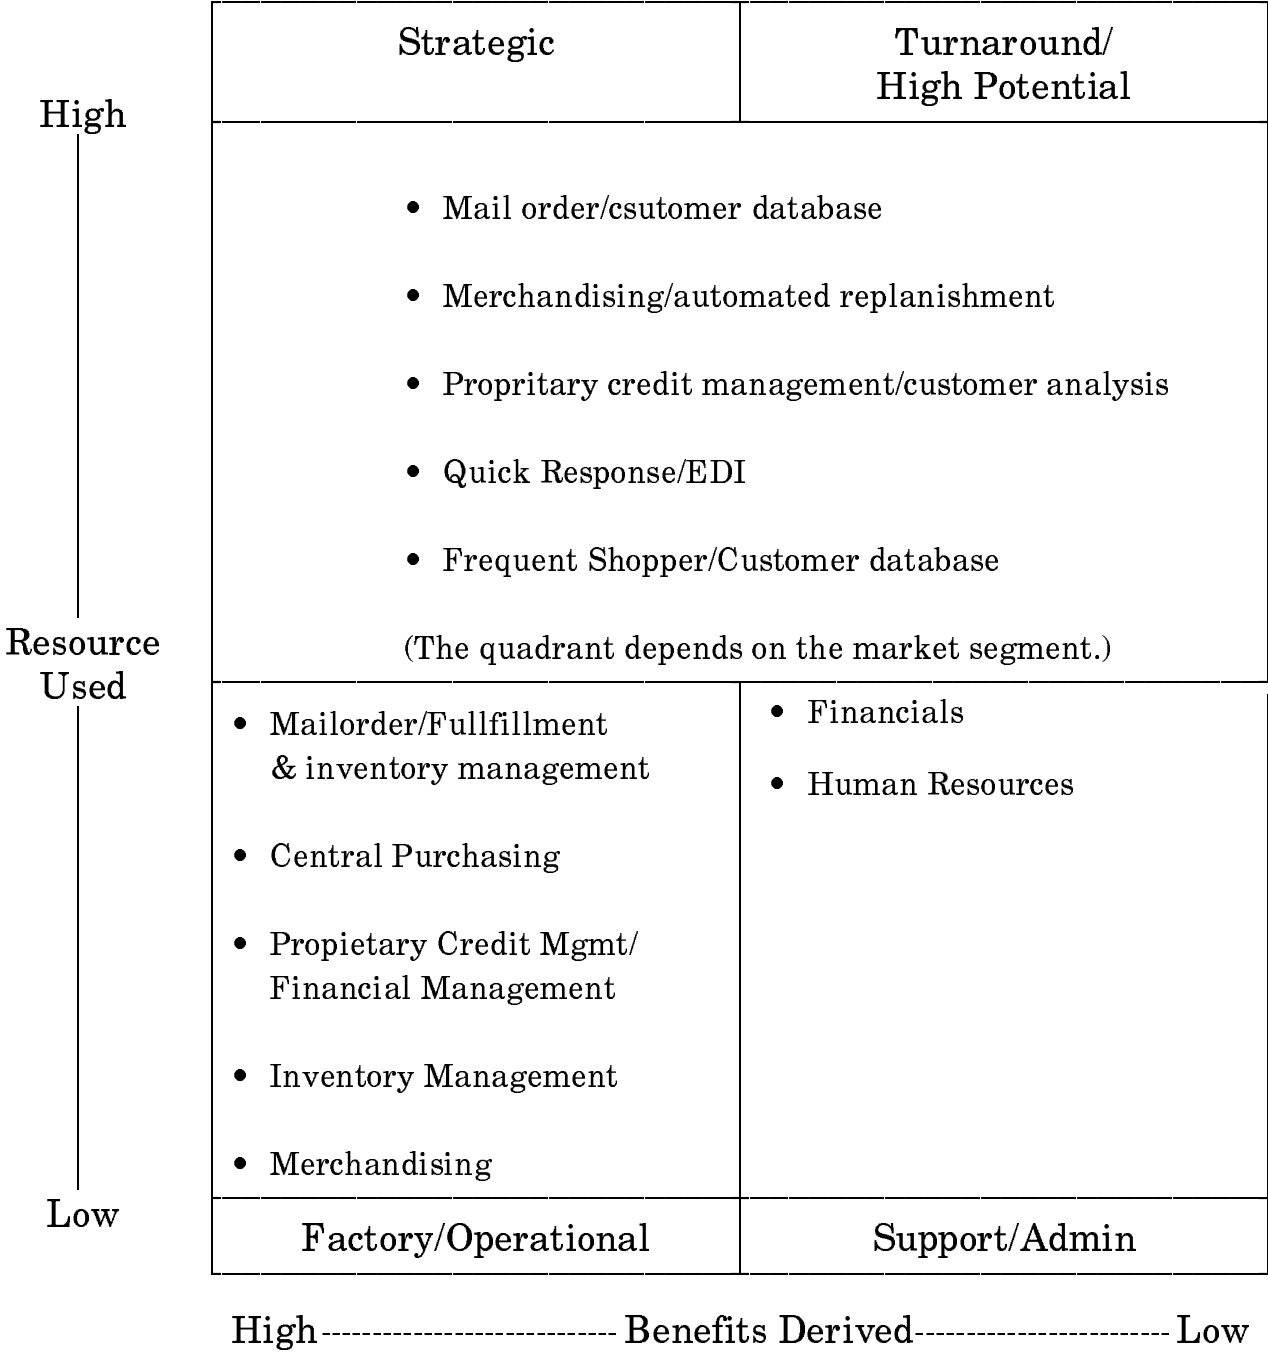 Strategic
Turnaround/
High Potential
High
• Mail order/csutomer database
• Merchandising/automated replanishment
• Propritary credit management/customer analysis
• Quick Response/EDI
• Frequent Shopper/Customer database
(The quadrant depends on the market segment.)
Resource
Used
• Mailorder/Fullfillment
& inventory management
• Central Purchasing
• Propietary Credit Mgmt/
Financial Management
• Inventory Management
• Merchandising
• Financials
• Human Resources
Low
Factory/Operational
Support/Admin
High ---------- Benefits Derived ---------- Low